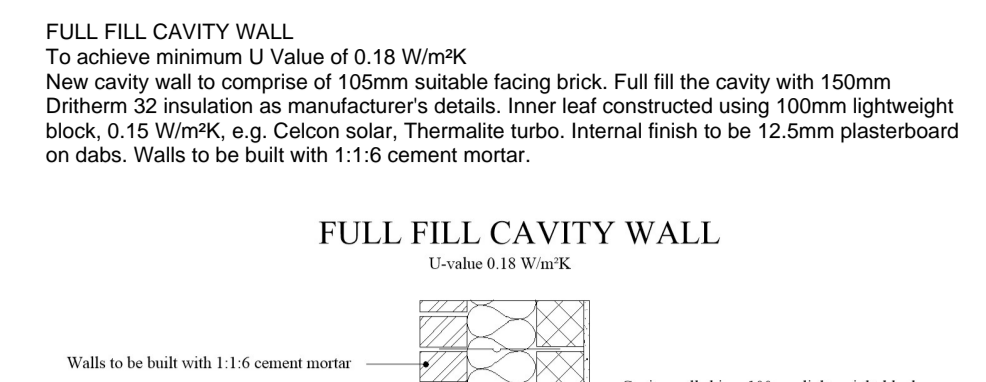 FULL FILL CAVITY WALL
To achieve minimum U Value of 0.18 W/m²K
New cavity wall to comprise of 105mm suitable facing brick. Full fill the cavity with 150mm
Dritherm 32 insulation as manufacturer's details. Inner leaf constructed using 100mm lightweight
block, 0.15 W/m²K, e.g. Celcon solar, Thermalite turbo. Internal finish to be 12.5mm plasterboard
on dabs. Walls to be built with 1:1:6 cement mortar.
FULL FILL CAVITY WALL
U-value 0.18 W/m²K
Walls to be built with 1:1:6 cement mortar